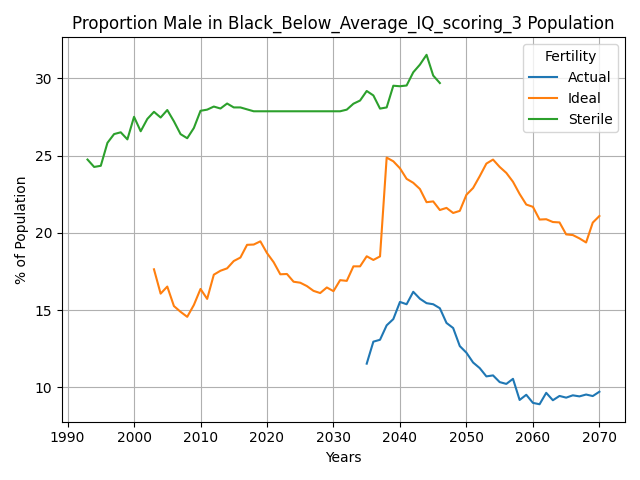 Proportion Male in Black_Below_Average_IQ_scoring_3 Population
Fertility
Actual
Ideal
Sterile
% of Population
30
25
20
15
10
1990
2000
2010
2020
2030
2040
2050
2060
2070
Years